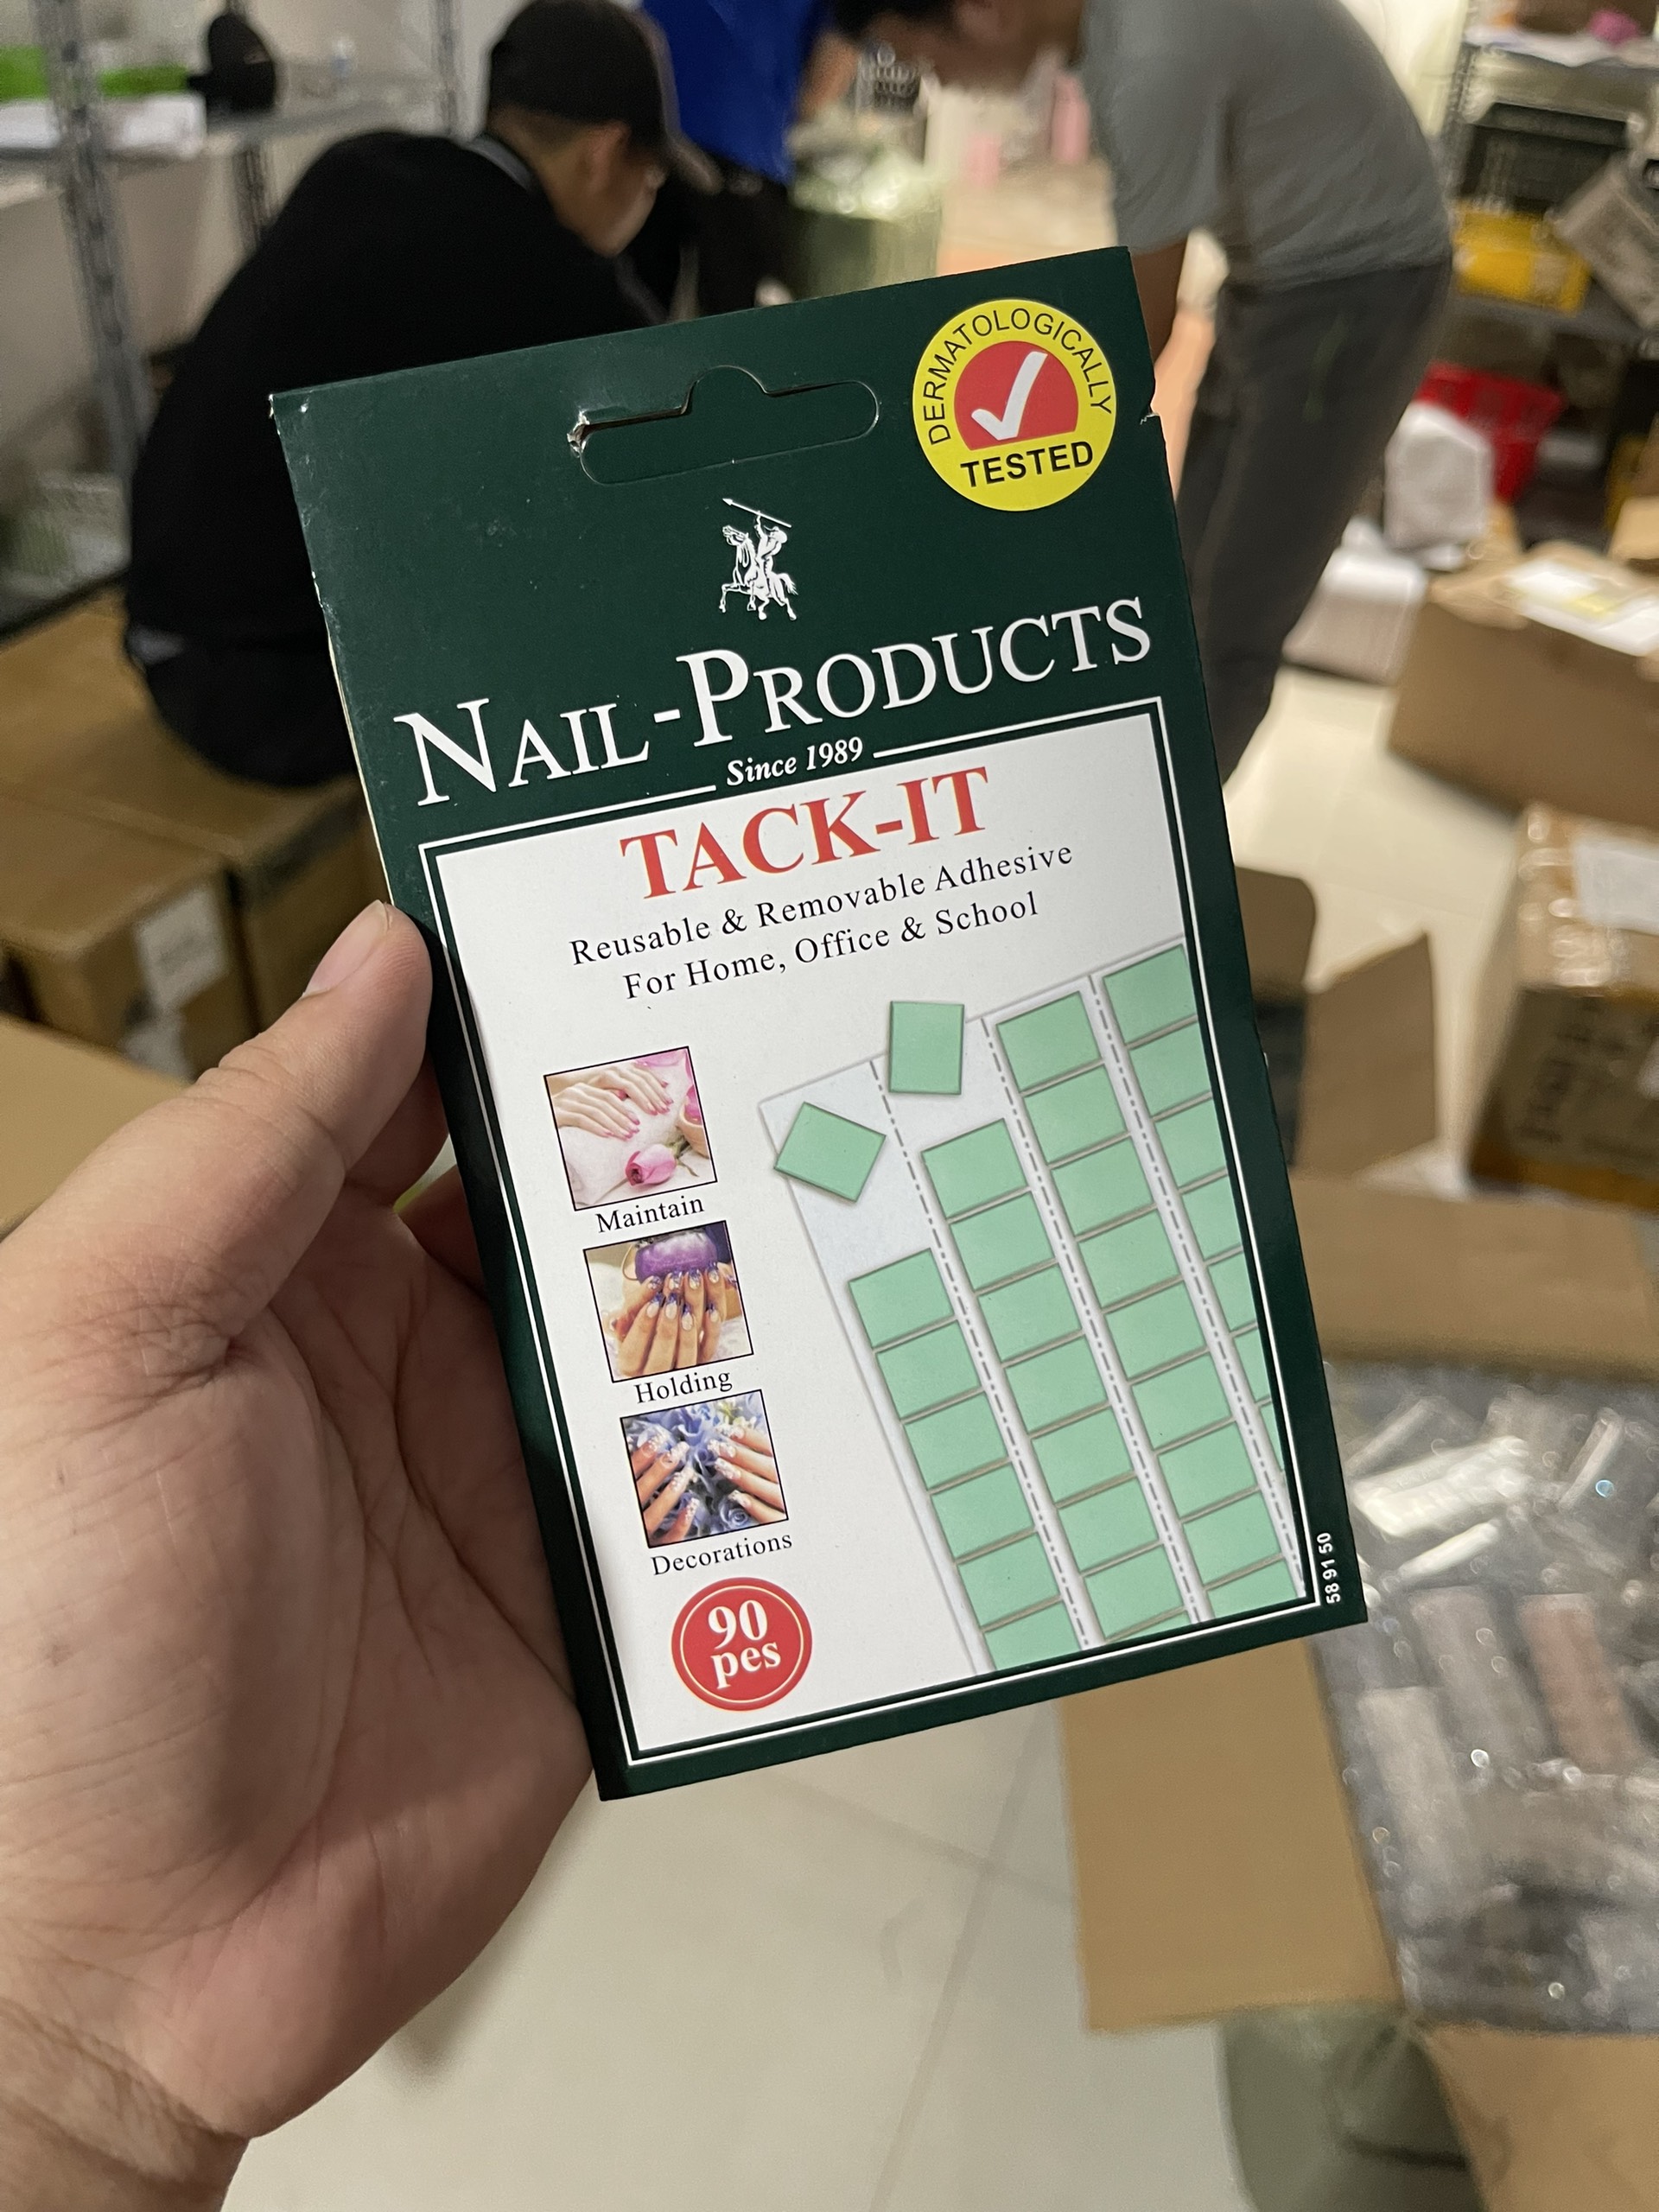 DERMATOLOGICALLY
TESTED
NAIL-PRODUCTS
Since 1989
TACK-IT
Reusable & Removable Adhesive
For Home, Office & School
Maintain
Holding
Decorations
90
pes
58 91 50